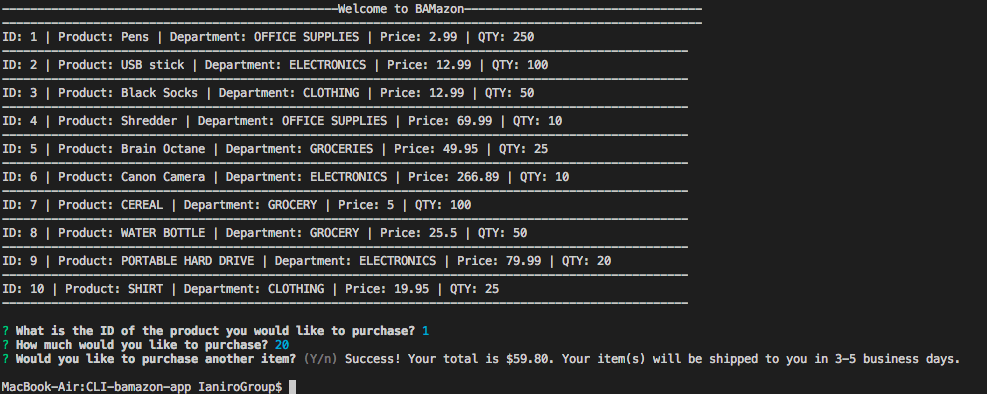 Welcome to BAMazon
ID: 1 | Product: Pens | Department: OFFICE SUPPLIES | Price: 2.99 | QTY: 250
ID: 2 | Product: USB stick | Department: ELECTRONICS | Price: 12.99 | QTY: 100
ID: 3 | Product: Black Socks | Department: CLOTHING | Price: 12.99 | QTY: 50
ID: 4 | Product: Shredder | Department: OFFICE SUPPLIES | Price: 69.99 | QTY: 10
ID: 5 | Product: Brain Octane | Department: GROCERIES | Price: 49.95 | QTY: 25
ID: 6 | Product: Canon Camera | Department: ELECTRONICS | Price: 266.89 | QTY: 10
ID: 7 | Product: CEREAL | Department: GROCERY | Price: 5 | QTY: 100
ID: 8 | Product: WATER BOTTLE | Department: GROCERY | Price: 25.5 | QTY: 50
ID: 9 | Product: PORTABLE HARD DRIVE | Department: ELECTRONICS | Price: 79.99 | QTY: 20
ID: 10 | Product: SHIRT | Department: CLOTHING | Price: 19.95 | QTY: 25
? What is the ID of the product you would like to purchase? 1
? How much would you like to purchase? 20
? Would you like to purchase another item? (Y/n) Success! Your total is $59.80. Your item(s) will be shipped to you in 3-5 business days.
MacBook-Air:CLI-bamazon-app IaniroGroup$